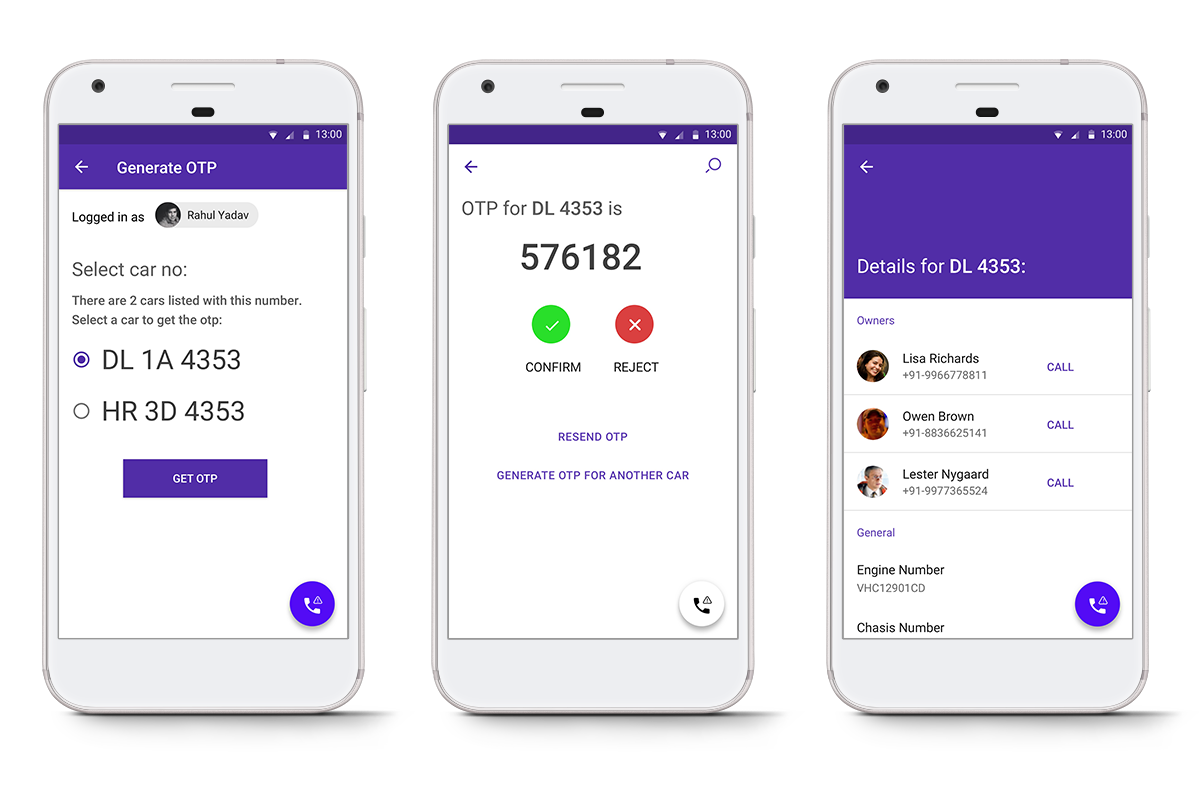 13:00
Generate OTP
Logged in as Rahul Yadav
Select car no:
There are 2 cars listed with this number.
Select a car to get the otp:
DL 1A 4353
HR 3D 4353
GET OTP
13:00
OTP for DL 4353 is
576182
CONFIRM REJECT
RESEND OTP
GENERATE OTP FOR ANOTHER CAR
13:00
Details for DL 4353:
Owners
Lisa Richards
+91-9966778811
CALL
Owen Brown
+91-8836625141
CALL
Lester Nygaard
+91-9977365524
CALL
General
Engine Number
VHC12901CD
Chasis Number